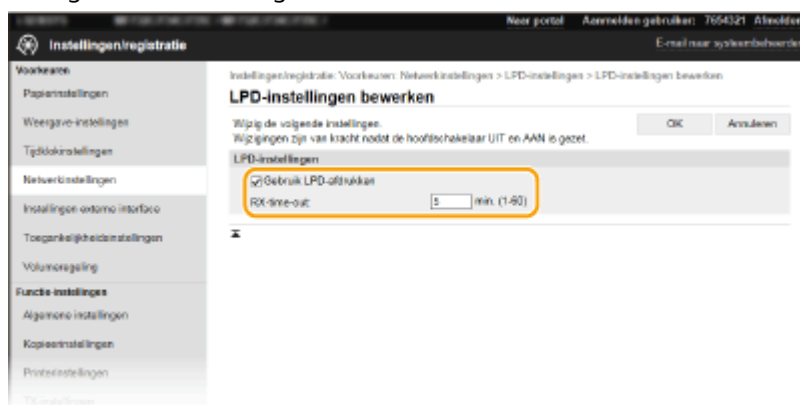 Naar portal Aanmelden gebruiker: 7654321 Afmelden
Instellingen/registratie
E-mail naar systeembeheerder
Voorkeuren
Papierinstellingen
Weergave-instellingen
Tijdklokinstellingen
Netwerkinstellingen
Instellingen externe interface
Toegankelijkheidsinstellingen
Volumeregeling
Functie-instellingen
Algemene instellingen
Kopieerinstellingen
Printerinstellingen
TX-instellingen
Instellingen/registratie: Voorkeuren: Netwerkinstellingen > LPD-instellingen > LPD-instellingen bewerken
LPD-instellingen bewerken
Wijzig de volgende instellingen.
Wijzigingen zijn van kracht nadat de hoofdschakelaar UIT en AAN is gezet.
OK Annuleren
LPD-instellingen
Gebruik LPD-afdrukken
RX-time-out: 5 min. (1-60)